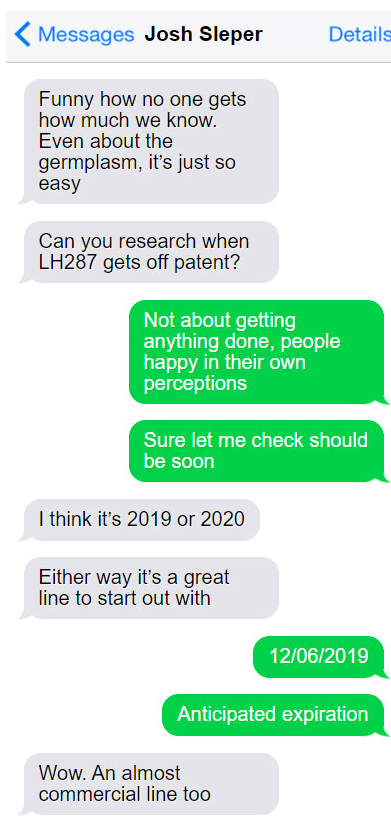 Messages Josh Sleper Details
Funny how no one gets
how much we know.
Even about the
germplasm, it's just so
easy
Can you research when
LH287 gets off patent?
Not about getting
anything done, people
happy in their own
perceptions
Sure let me check should
be soon
I think it's 2019 or 2020
Either way it's a great
line to start out with
12/06/2019
Anticipated expiration
Wow. An almost
commercial line too